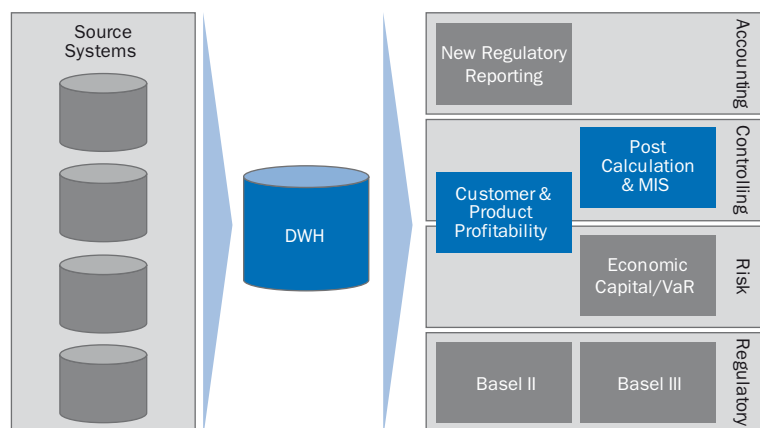 Source
Systems
DWH
New Regulatory
Reporting
Accounting
Post
Calculation
& MIS
Customer &
Product
Profitability
Controlling
Economic
Capital/VaR
Risk
Basel II
Basel III
Regulatory